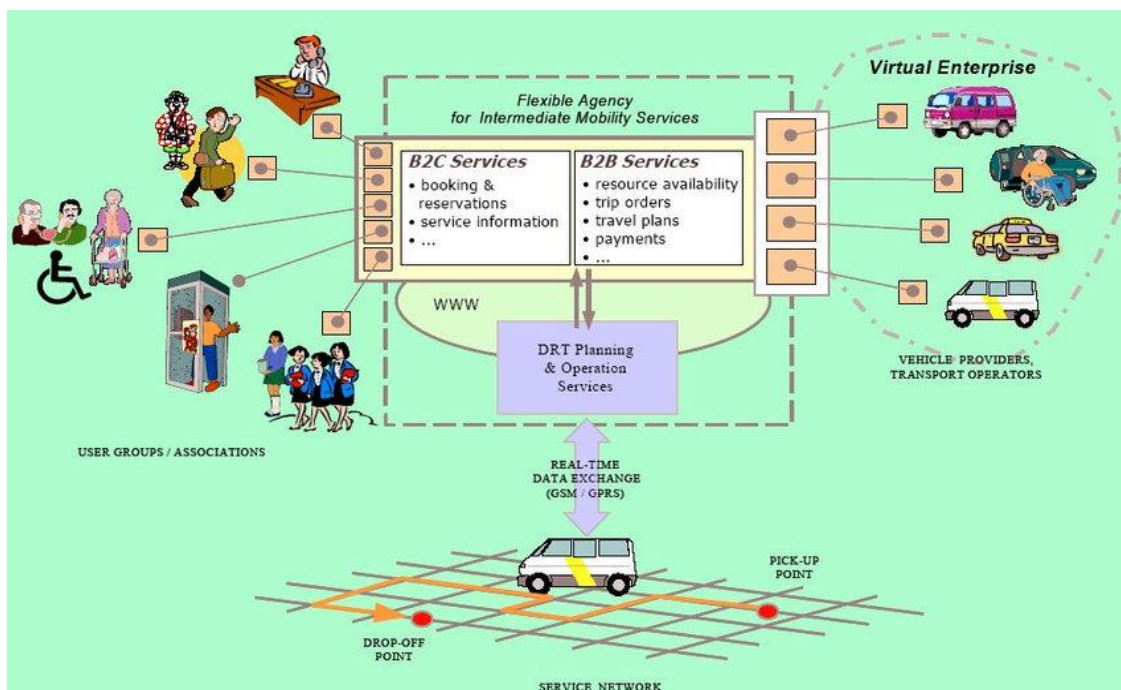 Virtual Enterprise
Flexible Agency
for Intermediate Mobility Services
B2C Services
• booking &
reservations
• service information
• ...
B2B Services
• resource availability
• trip orders
• travel plans
• payments
• ...
WWW
DRT Planning
& Operation
Services
VEHICLE PROVIDERS,
TRANSPORT OPERATORS
USER GROUPS / ASSOCIATIONS
REAL-TIME
DATA EXCHANGE
(GSM / GPRS)
PICK-UP
POINT
DROP-OFF
POINT
SERVICE NETWORK